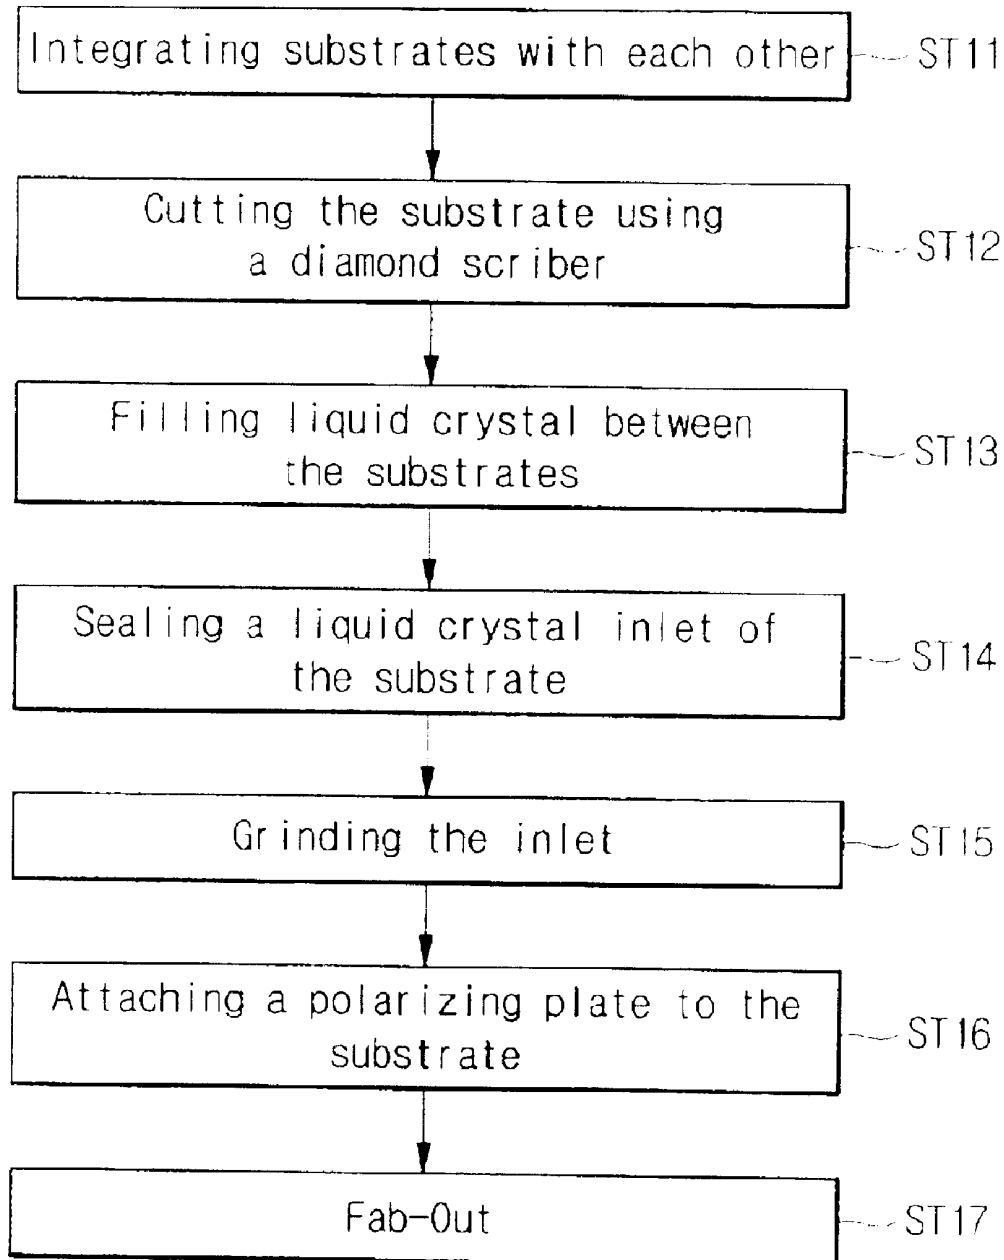 Integrating substrates with each other
ST11
Cutting the substrate using
a diamond scriber
ST12
Filling liquid crystal between
the substrates
ST13
Sealing a liquid crystal inlet of
the substrate
ST14
Grinding the inlet
ST15
Attaching a polarizing plate to the
substrate
ST16
Fab-Out
ST17